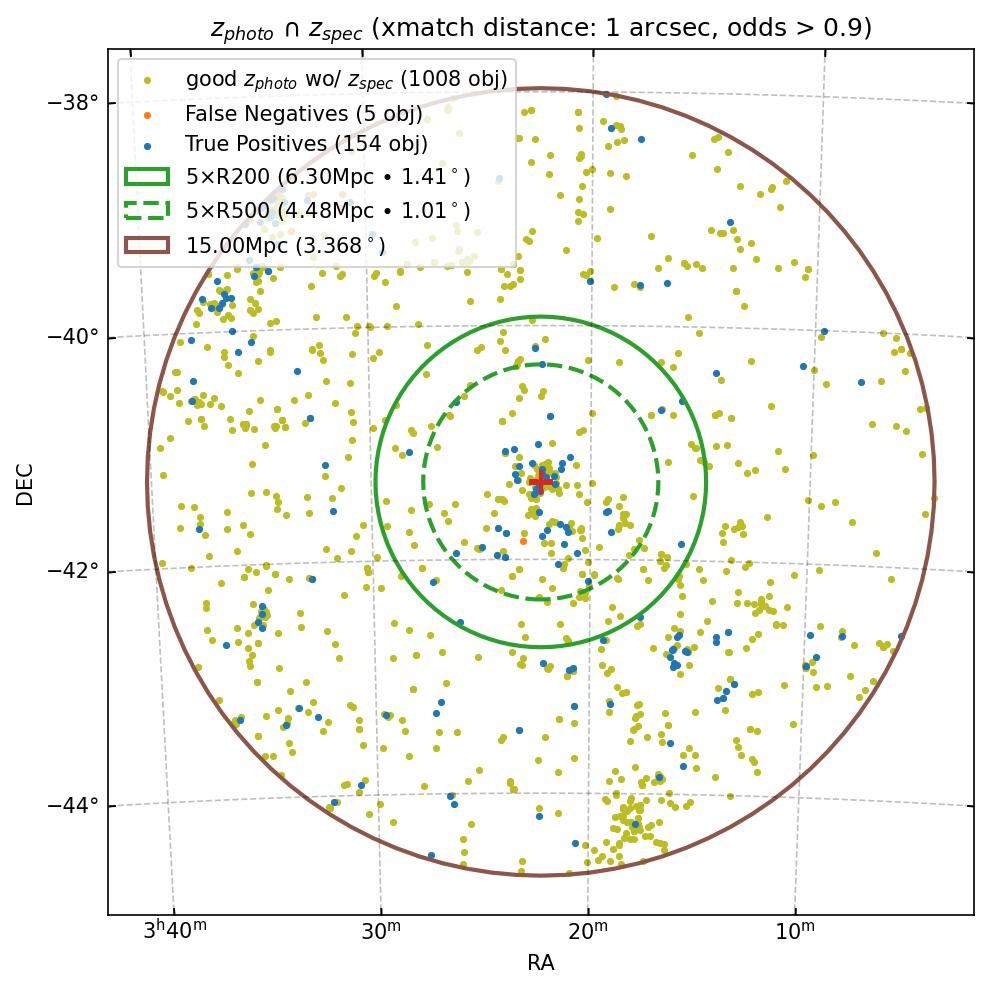 z_photo ∩ z_spec (xmatch distance: 1 arcsec, odds > 0.9)
good z_photo wo/ z_spec (1008 obj)
False Negatives (5 obj)
True Positives (154 obj)
5×R200 (6.30Mpc • 1.41°)
5×R500 (4.48Mpc • 1.01°)
15.00Mpc (3.368°)
−38°
−40°
−42°
−44°
DEC
3h40m 30m 20m 10m
RA